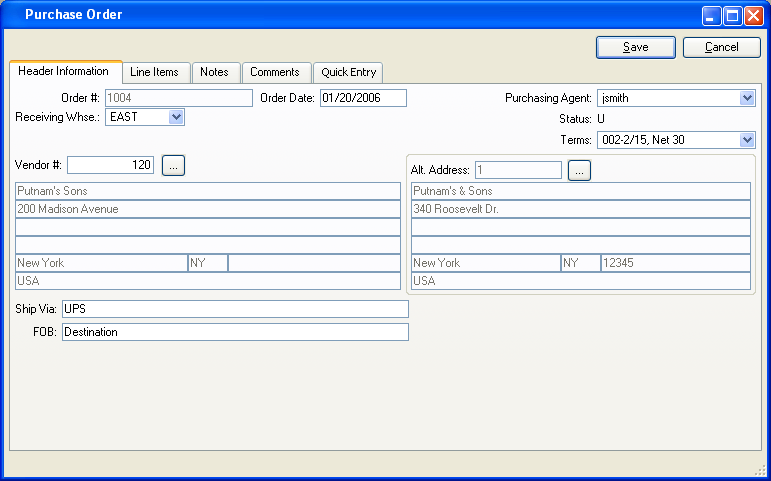 Purchase Order
Save Cancel
Header Information Line Items Notes Comments Quick Entry
Order #: 1004 Order Date: 01/20/2006 Purchasing Agent: jsmith
Receiving Whse.: EAST Status: U
Terms: 002-2/15, Net 30
Vendor #: 120 ... Alt. Address: 1 ...
Putnam's Sons Putnam's & Sons
200 Madison Avenue 340 Roosevelt Dr.
New York NY New York NY 12345
USA USA
Ship Via: UPS
FOB: Destination